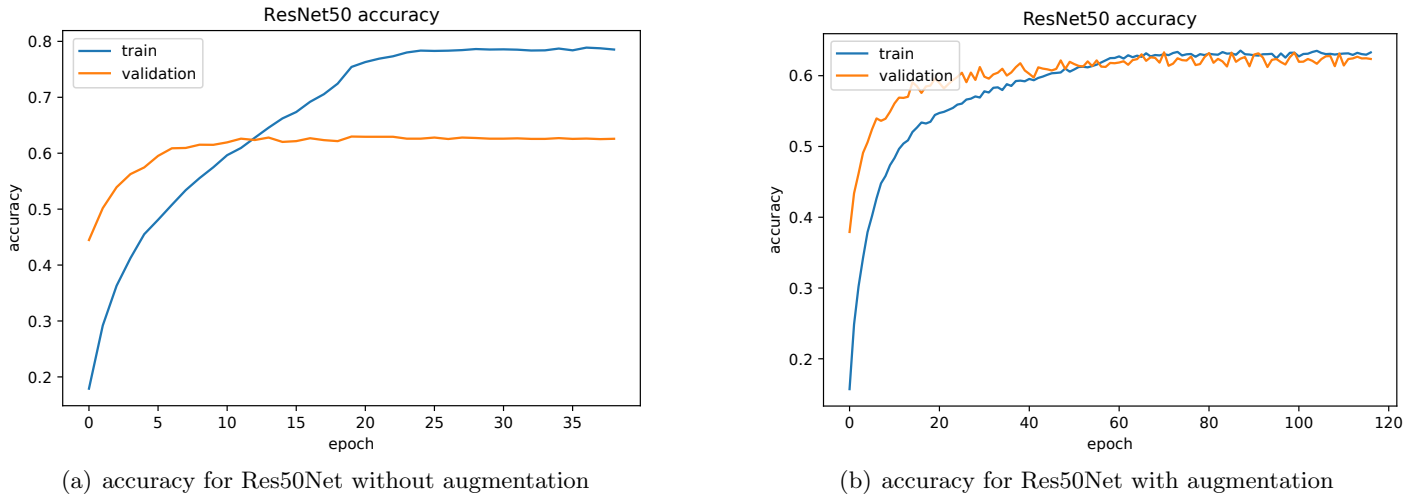 ResNet50 accuracy
train
validation
0.8
0.7
0.6
0.5
0.4
0.3
0.2
accuracy
0 5 10 15 20 25 30 35
epoch
(a) accuracy for Res50Net without augmentation
ResNet50 accuracy
train
validation
0.6
0.5
0.4
0.3
0.2
accuracy
0 20 40 60 80 100 120
epoch
(b) accuracy for Res50Net with augmentation